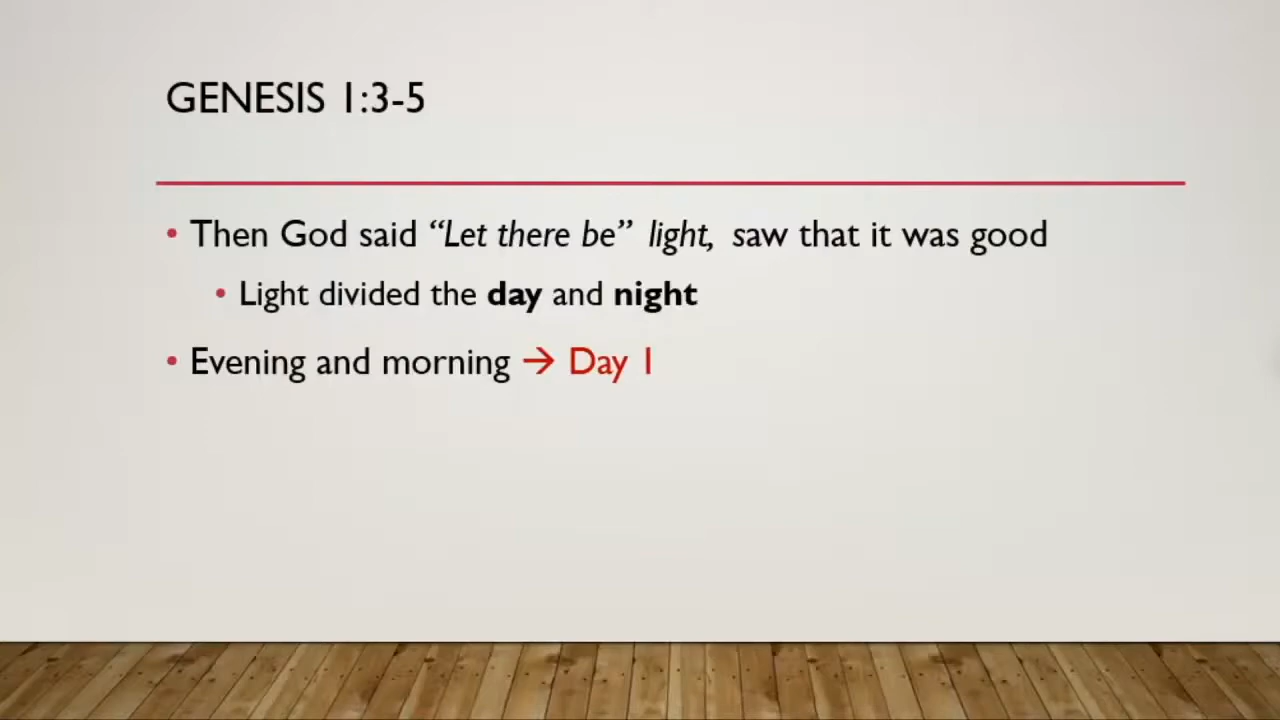 GENESIS 1:3-5
• Then God said “Let there be” light, saw that it was good
• Light divided the day and night
• Evening and morning → Day 1